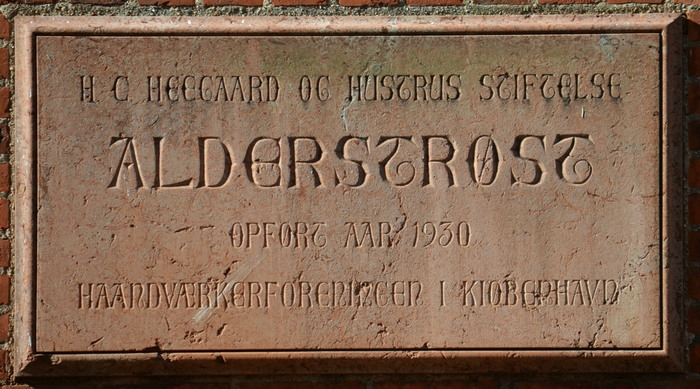 H C HEEGAARD OG HUSTRUS STIFTELSE
ALDERSTRØST
OPFØRT AAR 1930
HAANDVÆRKERFORENINGEN I KIØBENHAVN